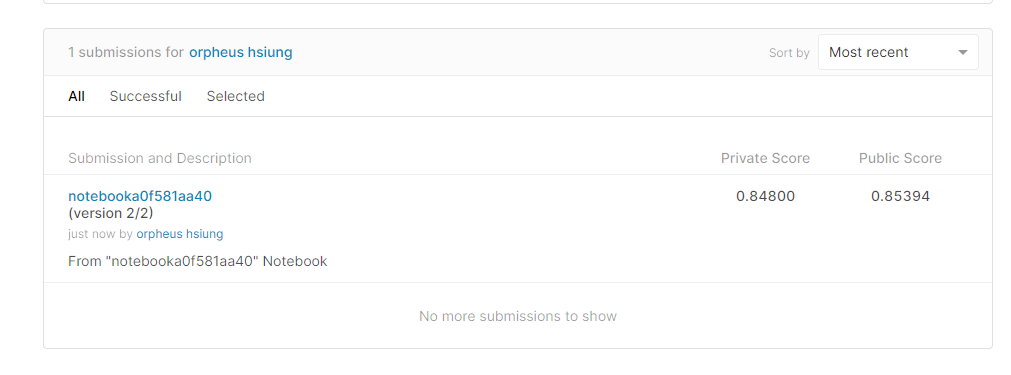 1 submissions for orpheus hsiung
Sort by Most recent
All Successful Selected
Submission and Description Private Score Public Score
notebooka0f581aa40 0.84800 0.85394
(version 2/2)
just now by orpheus hsiung
From "notebooka0f581aa40" Notebook
No more submissions to show